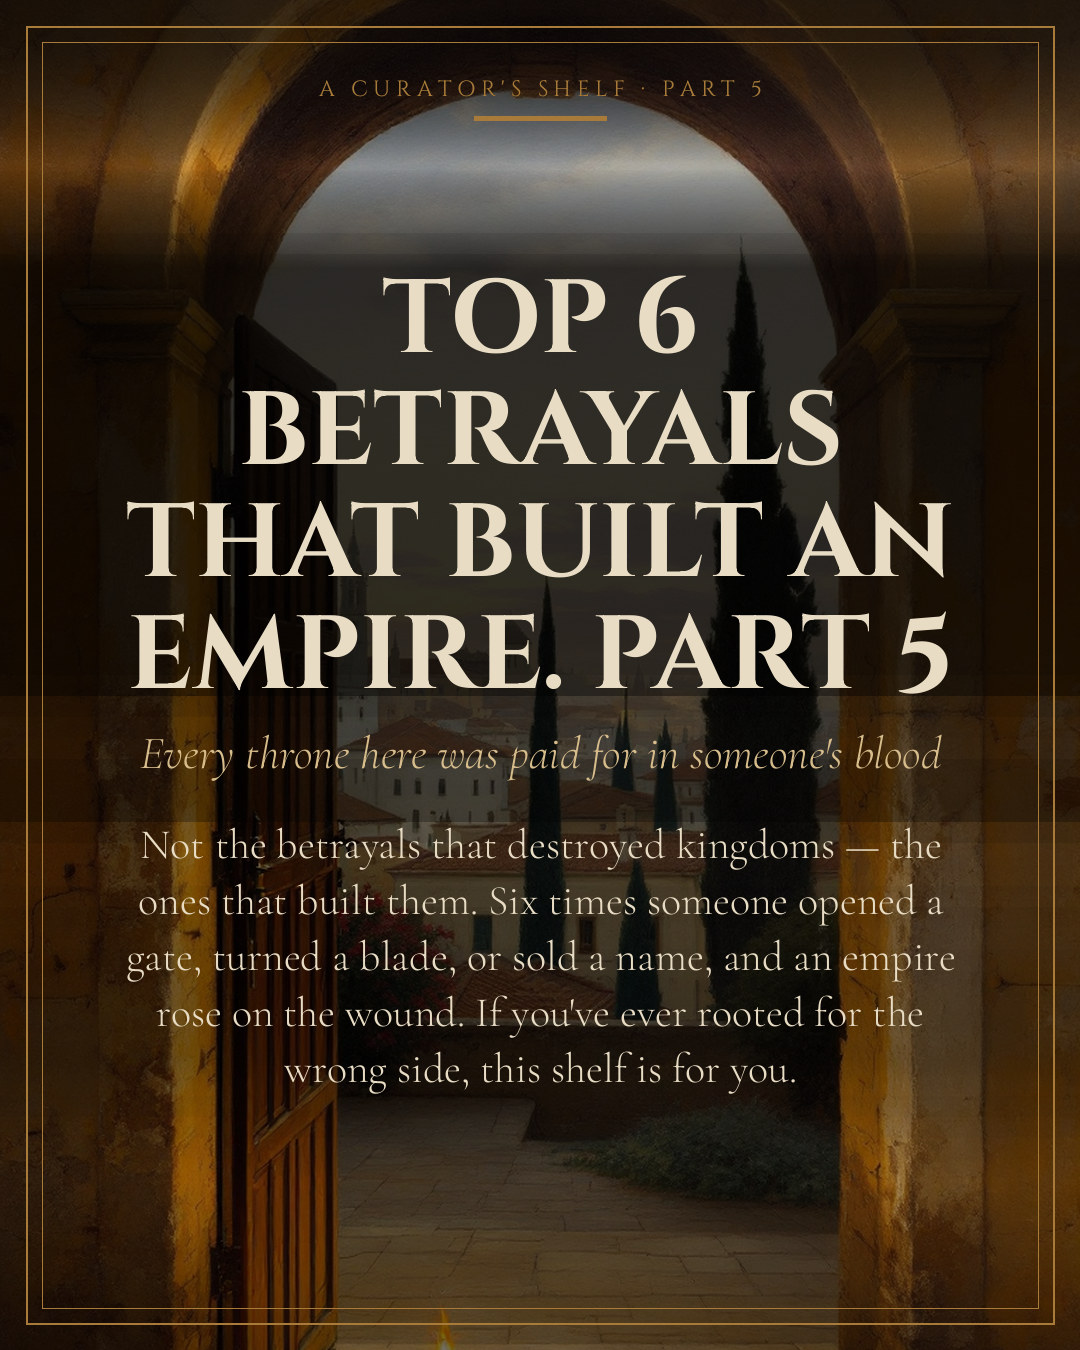 A CURATOR'S SHELF · PART 5
TOP 6
BETRAYALS
THAT BUILT AN
EMPIRE. PART 5
Every throne here was paid for in someone's blood
Not the betrayals that destroyed kingdoms — the
ones that built them. Six times someone opened a
gate, turned a blade, or sold a name, and an empire
rose on the wound. If you've ever rooted for the
wrong side, this shelf is for you.